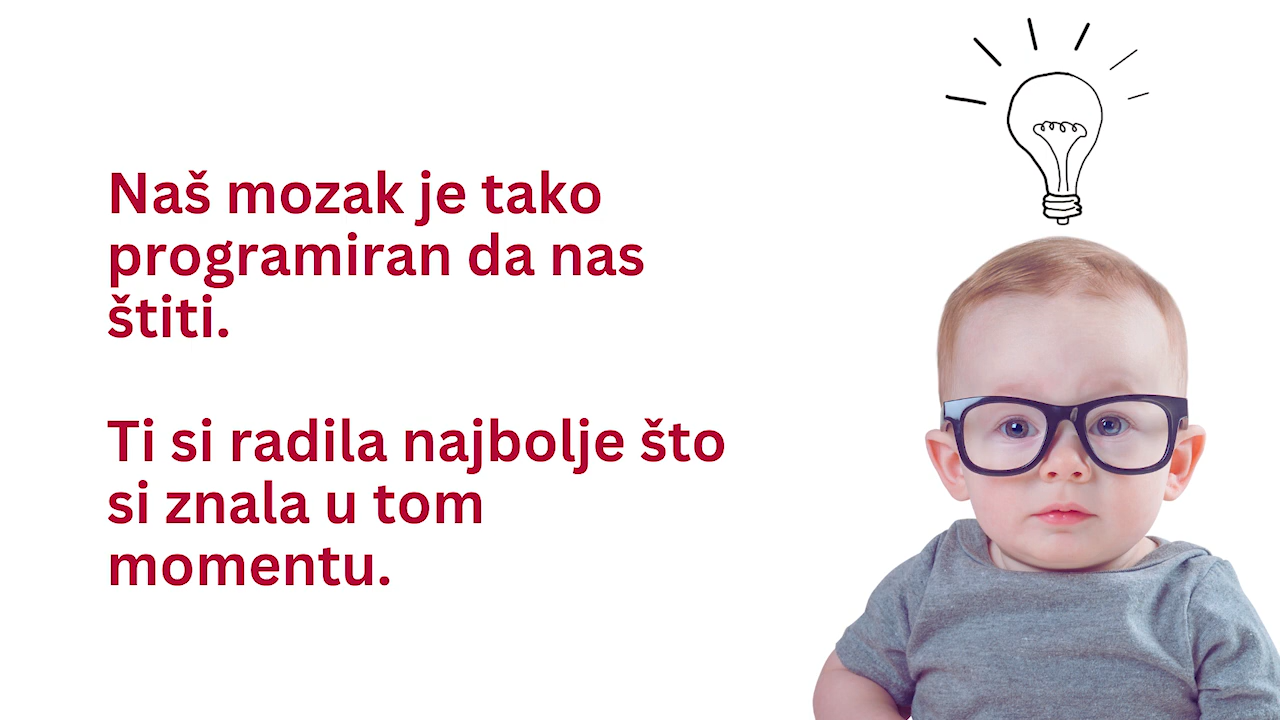 Naš mozak je tako
programiran da nas
štiti.
Ti si radila najbolje što
si znala u tom
momentu.